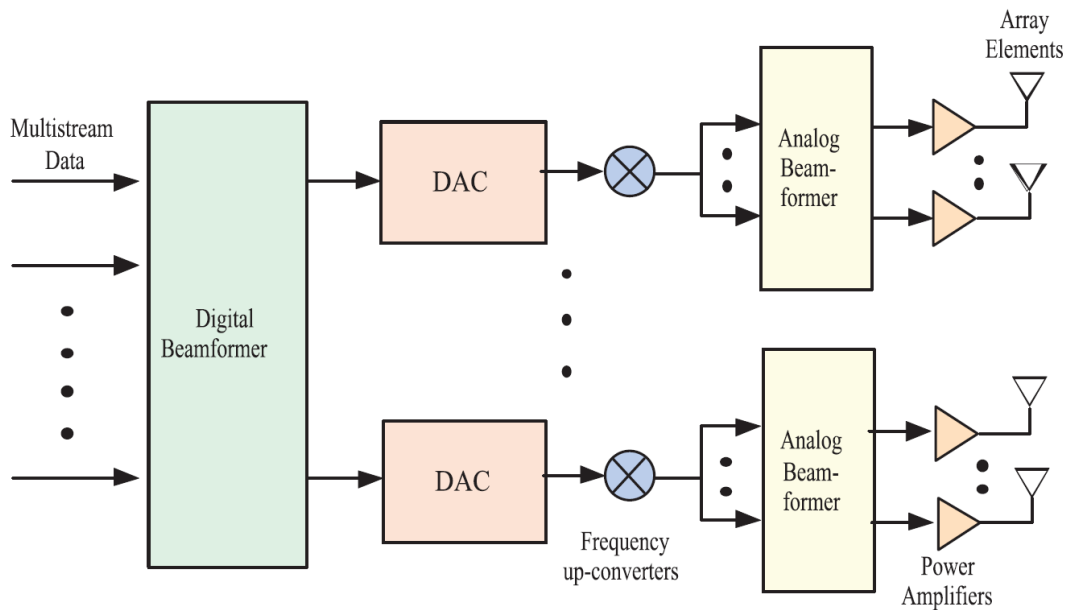 Array
Elements
Multistream
Data
DAC
Analog
Beam-
former
Digital
Beamformer
DAC
Analog
Beam-
former
Frequency
up-converters
Power
Amplifiers